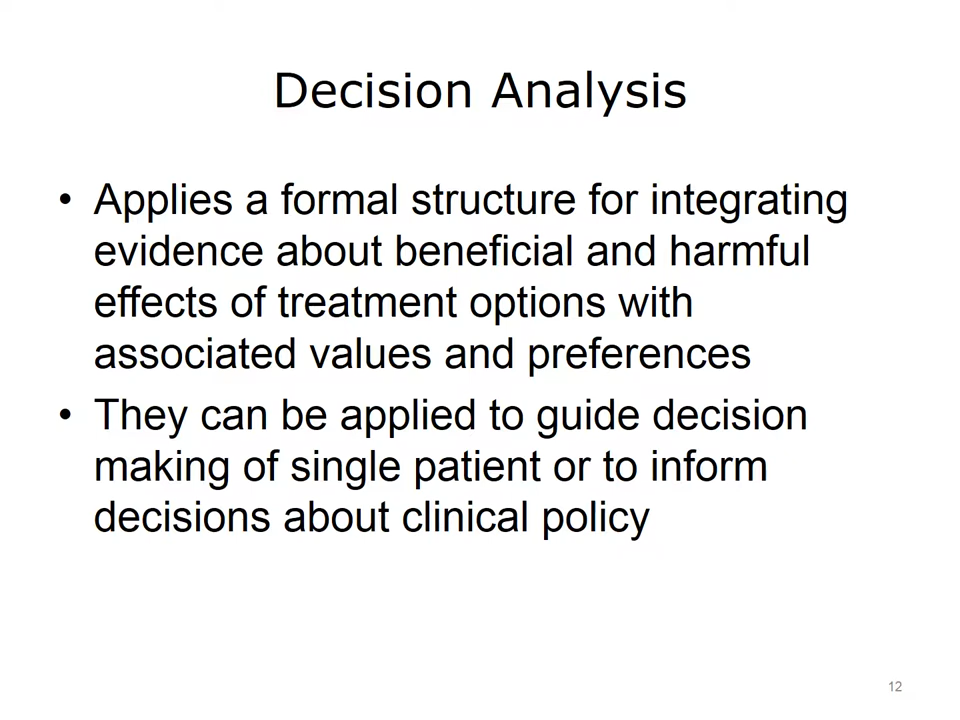 Decision Analysis
• Applies a formal structure for integrating
evidence about beneficial and harmful
effects of treatment options with
associated values and preferences
• They can be applied to guide decision
making of single patient or to inform
decisions about clinical policy
12